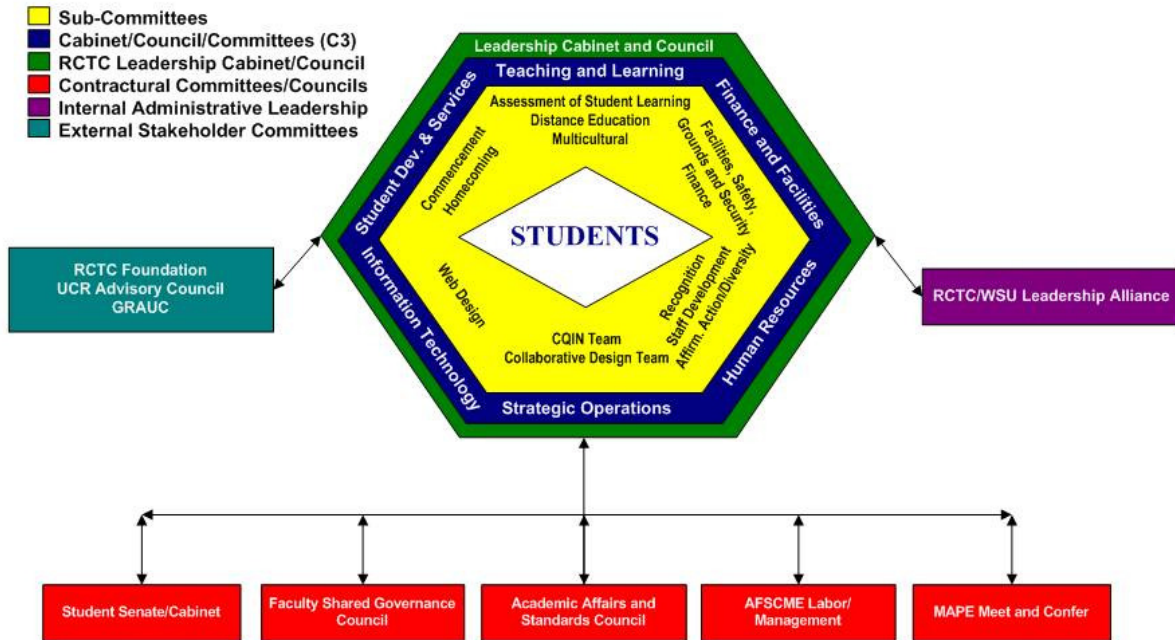 Sub-Committees
Cabinet/Council/Committees (C3)
RCTC Leadership Cabinet/Council
Contractural Committees/Councils
Internal Administrative Leadership
External Stakeholder Committees
Leadership Cabinet and Council
Teaching and Learning
Student Dev. & Services
Finance and Facilities
Assessment of Student Learning
Distance Education
Multicultural
Commencement
Homecoming
Facilities, Safety,
Grounds and Security
Finance
STUDENTS
RCTC Foundation
UCR Advisory Council
GRAUC
RCTC/WSU Leadership Alliance
Information Technology
Web Design
Recognition
Staff Development
Affirm. Action/Diversity
Human Resources
CQIN Team
Collaborative Design Team
Strategic Operations
Student Senate/Cabinet
Faculty Shared Governance
Council
Academic Affairs and
Standards Council
AFSCME Labor/
Management
MAPE Meet and Confer